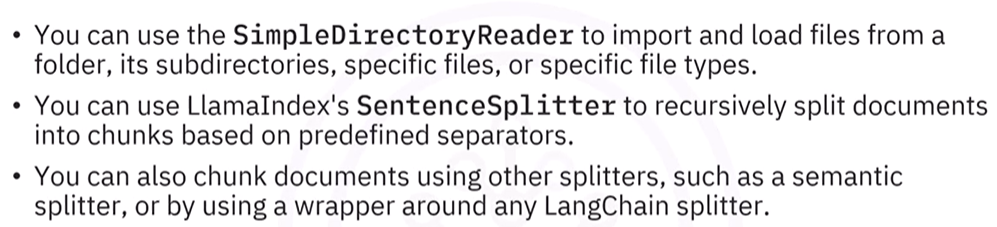 • You can use the SimpleDirectoryReader to import and load files from a
folder, its subdirectories, specific files, or specific file types.
• You can use LlamaIndex's SentenceSplitter to recursively split documents
into chunks based on predefined separators.
• You can also chunk documents using other splitters, such as a semantic
splitter, or by using a wrapper around any LangChain splitter.